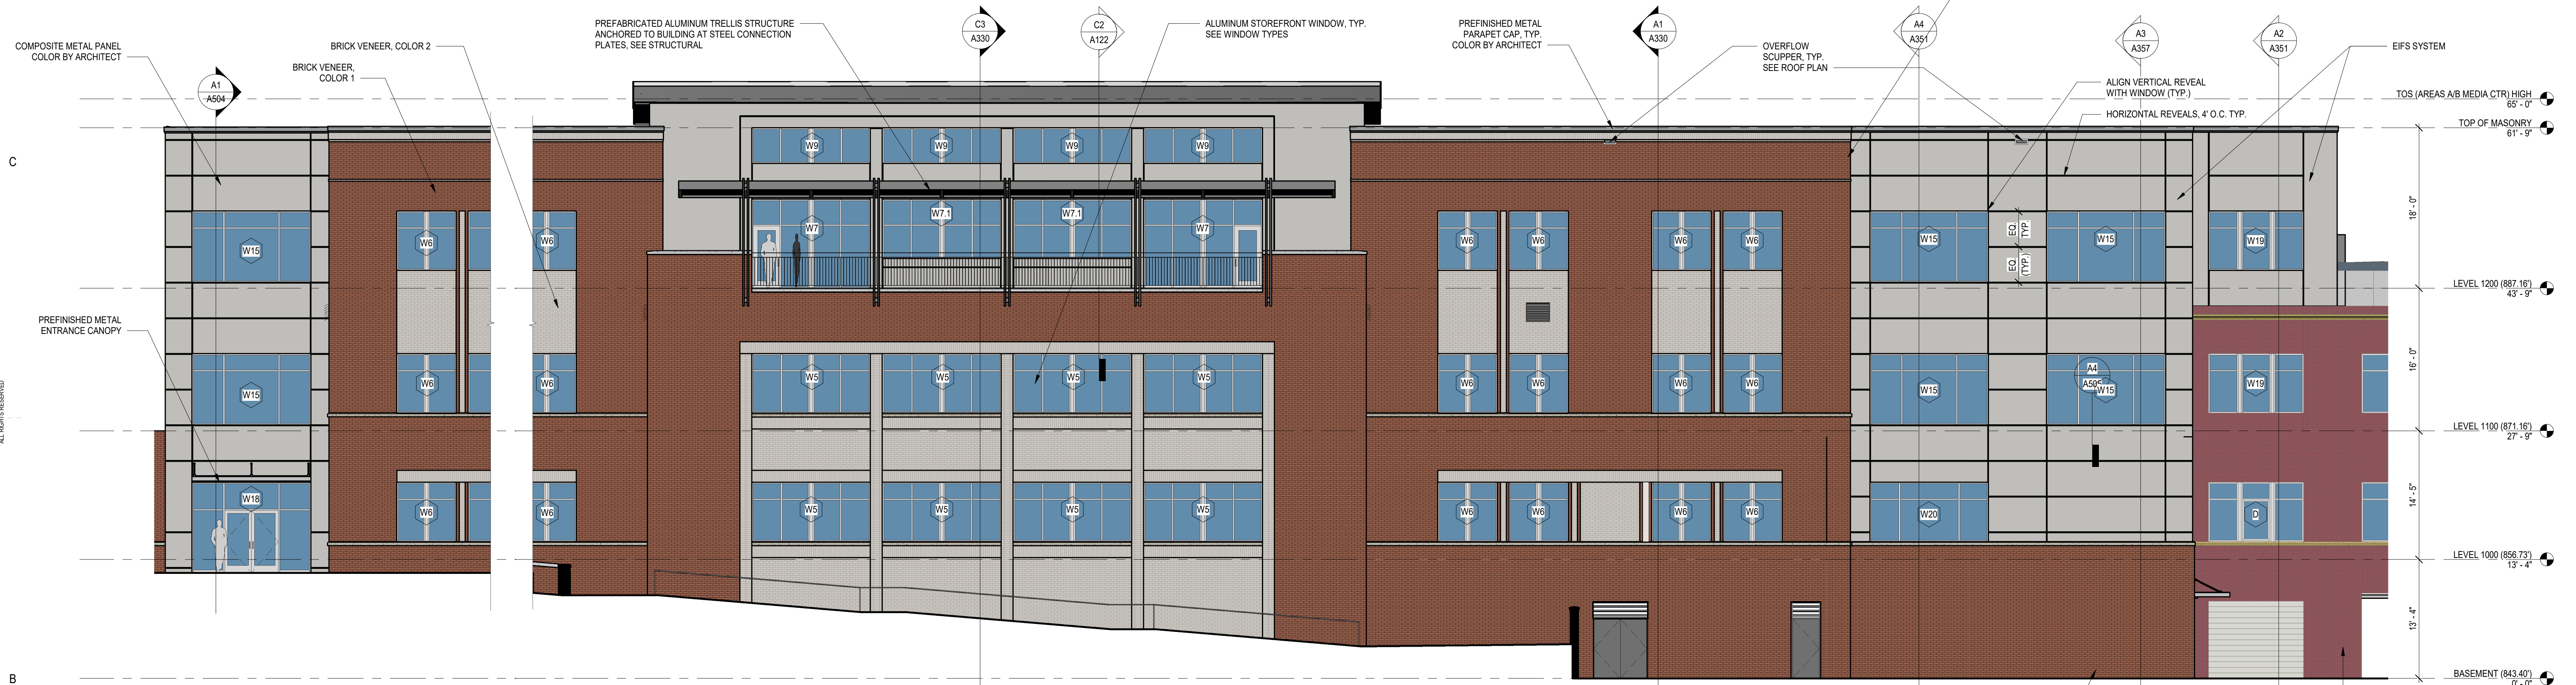 PREFABRICATED ALUMINUM TRELLIS STRUCTURE
ANCHORED TO BUILDING AT STEEL CONNECTION
PLATES, SEE STRUCTURAL
C3
A330
C2
A122
ALUMINUM STOREFRONT WINDOW, TYP.
SEE WINDOW TYPES
PREFINISHED METAL
PARAPET CAP, TYP.
COLOR BY ARCHITECT
A1
A330
OVERFLOW
SCUPPER, TYP.
SEE ROOF PLAN
A4
A351
A3
A357
A2
A351
EIFS SYSTEM
COMPOSITE METAL PANEL
COLOR BY ARCHITECT
BRICK VENEER, COLOR 2
BRICK VENEER,
COLOR 1
A1
A504
ALIGN VERTICAL REVEAL
WITH WINDOW (TYP.)
HORIZONTAL REVEALS, 4' O.C. TYP.
TOS (AREAS A/B MEDIA CTR) HIGH
65' - 0"
TOP OF MASONRY
61' - 9"
C
W9
W9
W9
W9
W7
W7.1
W7.1
W7
W15
W6
W6
W6
W6
W6
W6
W15
EQ
TYP.
EQ
(TYP.)
W15
W19
18' - 0"
LEVEL 1200 (887.16')
43' - 9"
PREFINISHED METAL
ENTRANCE CANOPY
W15
W6
W6
W5
W5
W5
W5
W6
W6
W6
W6
W15
A4
A505
W15
W19
16' - 0"
ALL RIGHTS RESERVED
LEVEL 1100 (871.16')
27' - 9"
W18
W6
W6
W5
W5
W5
W5
W6
W6
W6
W6
W20
D
14' - 5"
LEVEL 1000 (856.73')
13' - 4"
13' - 4"
B
BASEMENT (843.40')
0' - 0"